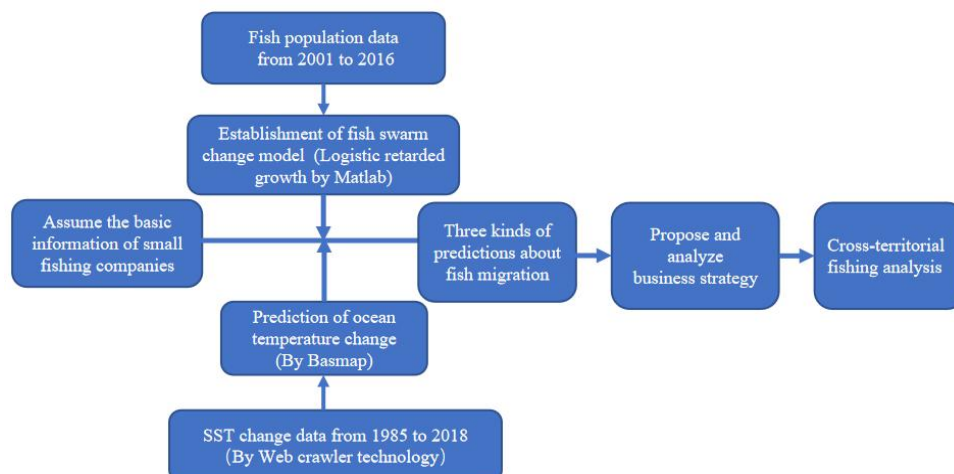 Fish population data
from 2001 to 2016
Establishment of fish swarm
change model (Logistic retarded
growth by Matlab)
Assume the basic
information of small
fishing companies
Three kinds of
predictions about
fish migration
Propose and
analyze
business strategy
Cross-territorial
fishing analysis
Prediction of ocean
temperature change
(By Basmap)
SST change data from 1985 to 2018
(By Web crawler technology)